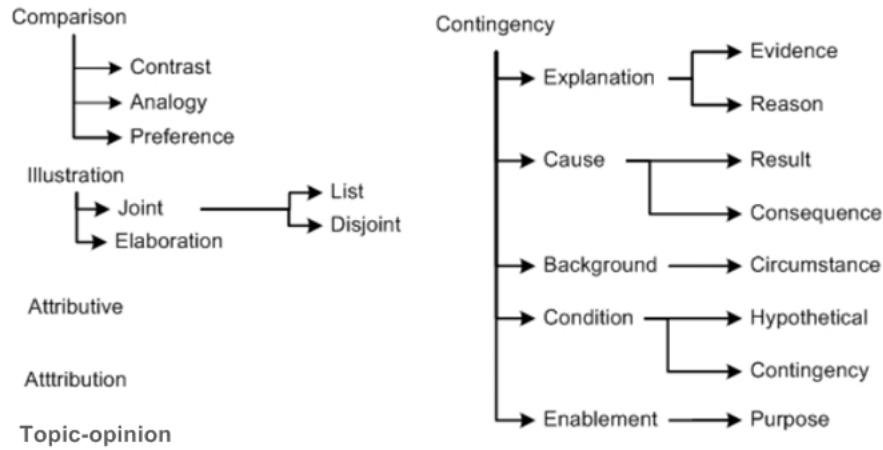 Comparison
Contrast
Analogy
Preference
Illustration
Joint
List
Disjoint
Elaboration
Attributive
Atttribution
Topic-opinion
Contingency
Explanation
Evidence
Reason
Cause
Result
Consequence
Background
Circumstance
Condition
Hypothetical
Contingency
Enablement
Purpose